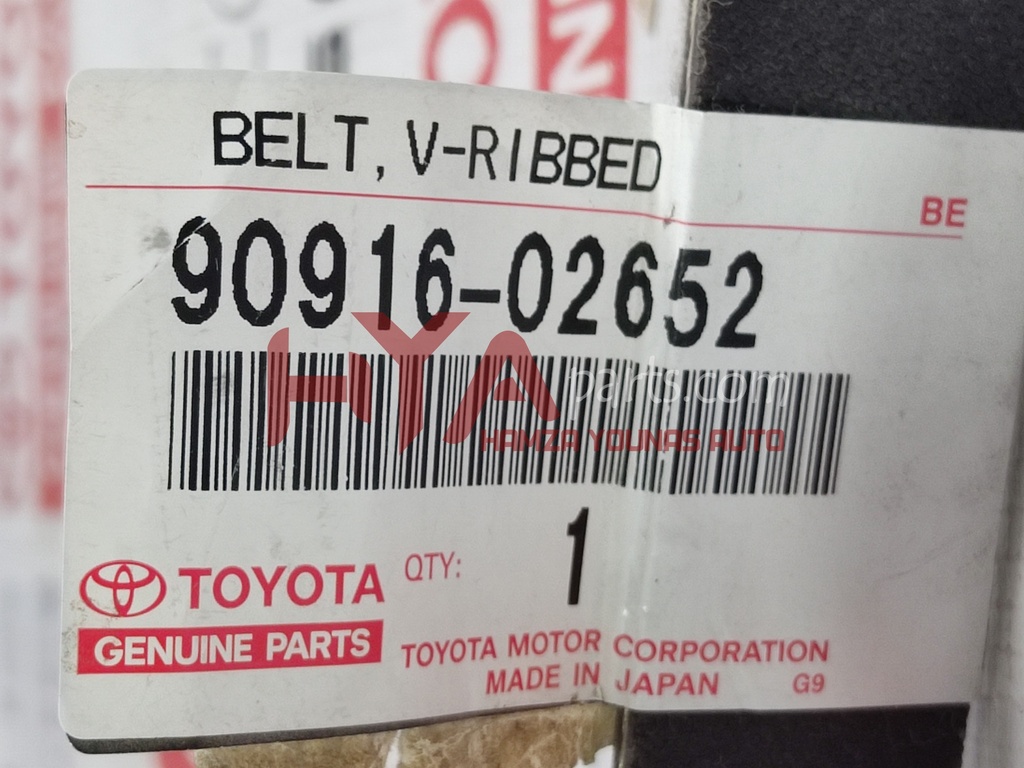 BELT, V-RIBBED
BE
90916-02652
HYA
parts.com
HAMZA YOUNAS AUTO
QTY: 1
TOYOTA
GENUINE PARTS
TOYOTA MOTOR CORPORATION
MADE IN JAPAN G9